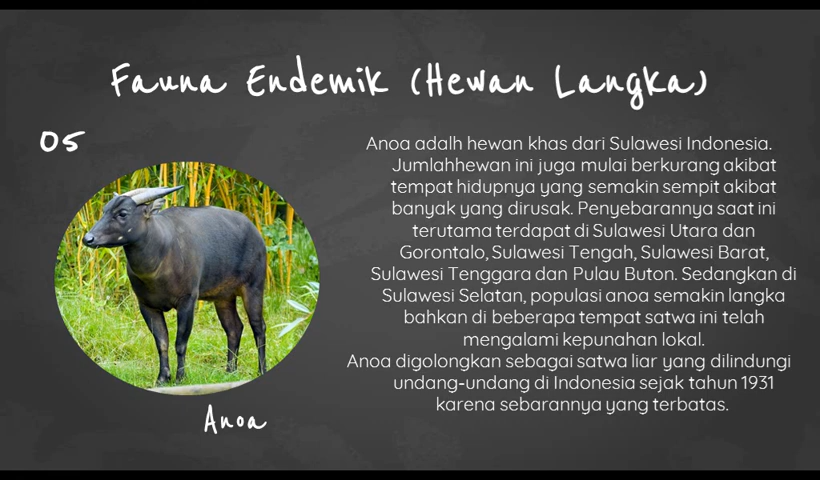 Fauna Endemik (Hewan Langka)
05
Anoa adalh hewan khas dari Sulawesi Indonesia.
Jumlahhewan ini juga mulai berkurang akibat
tempat hidupnya yang semakin sempit akibat
banyak yang dirusak. Penyebarannya saat ini
terutama terdapat di Sulawesi Utara dan
Gorontalo, Sulawesi Tengah, Sulawesi Barat,
Sulawesi Tenggara dan Pulau Buton. Sedangkan di
Sulawesi Selatan, populasi anoa semakin langka
bahkan di beberapa tempat satwa ini telah
mengalami kepunahan lokal.
Anoa digolongkan sebagai satwa liar yang dilindungi
undang-undang di Indonesia sejak tahun 1931
karena sebarannya yang terbatas.
Anoa